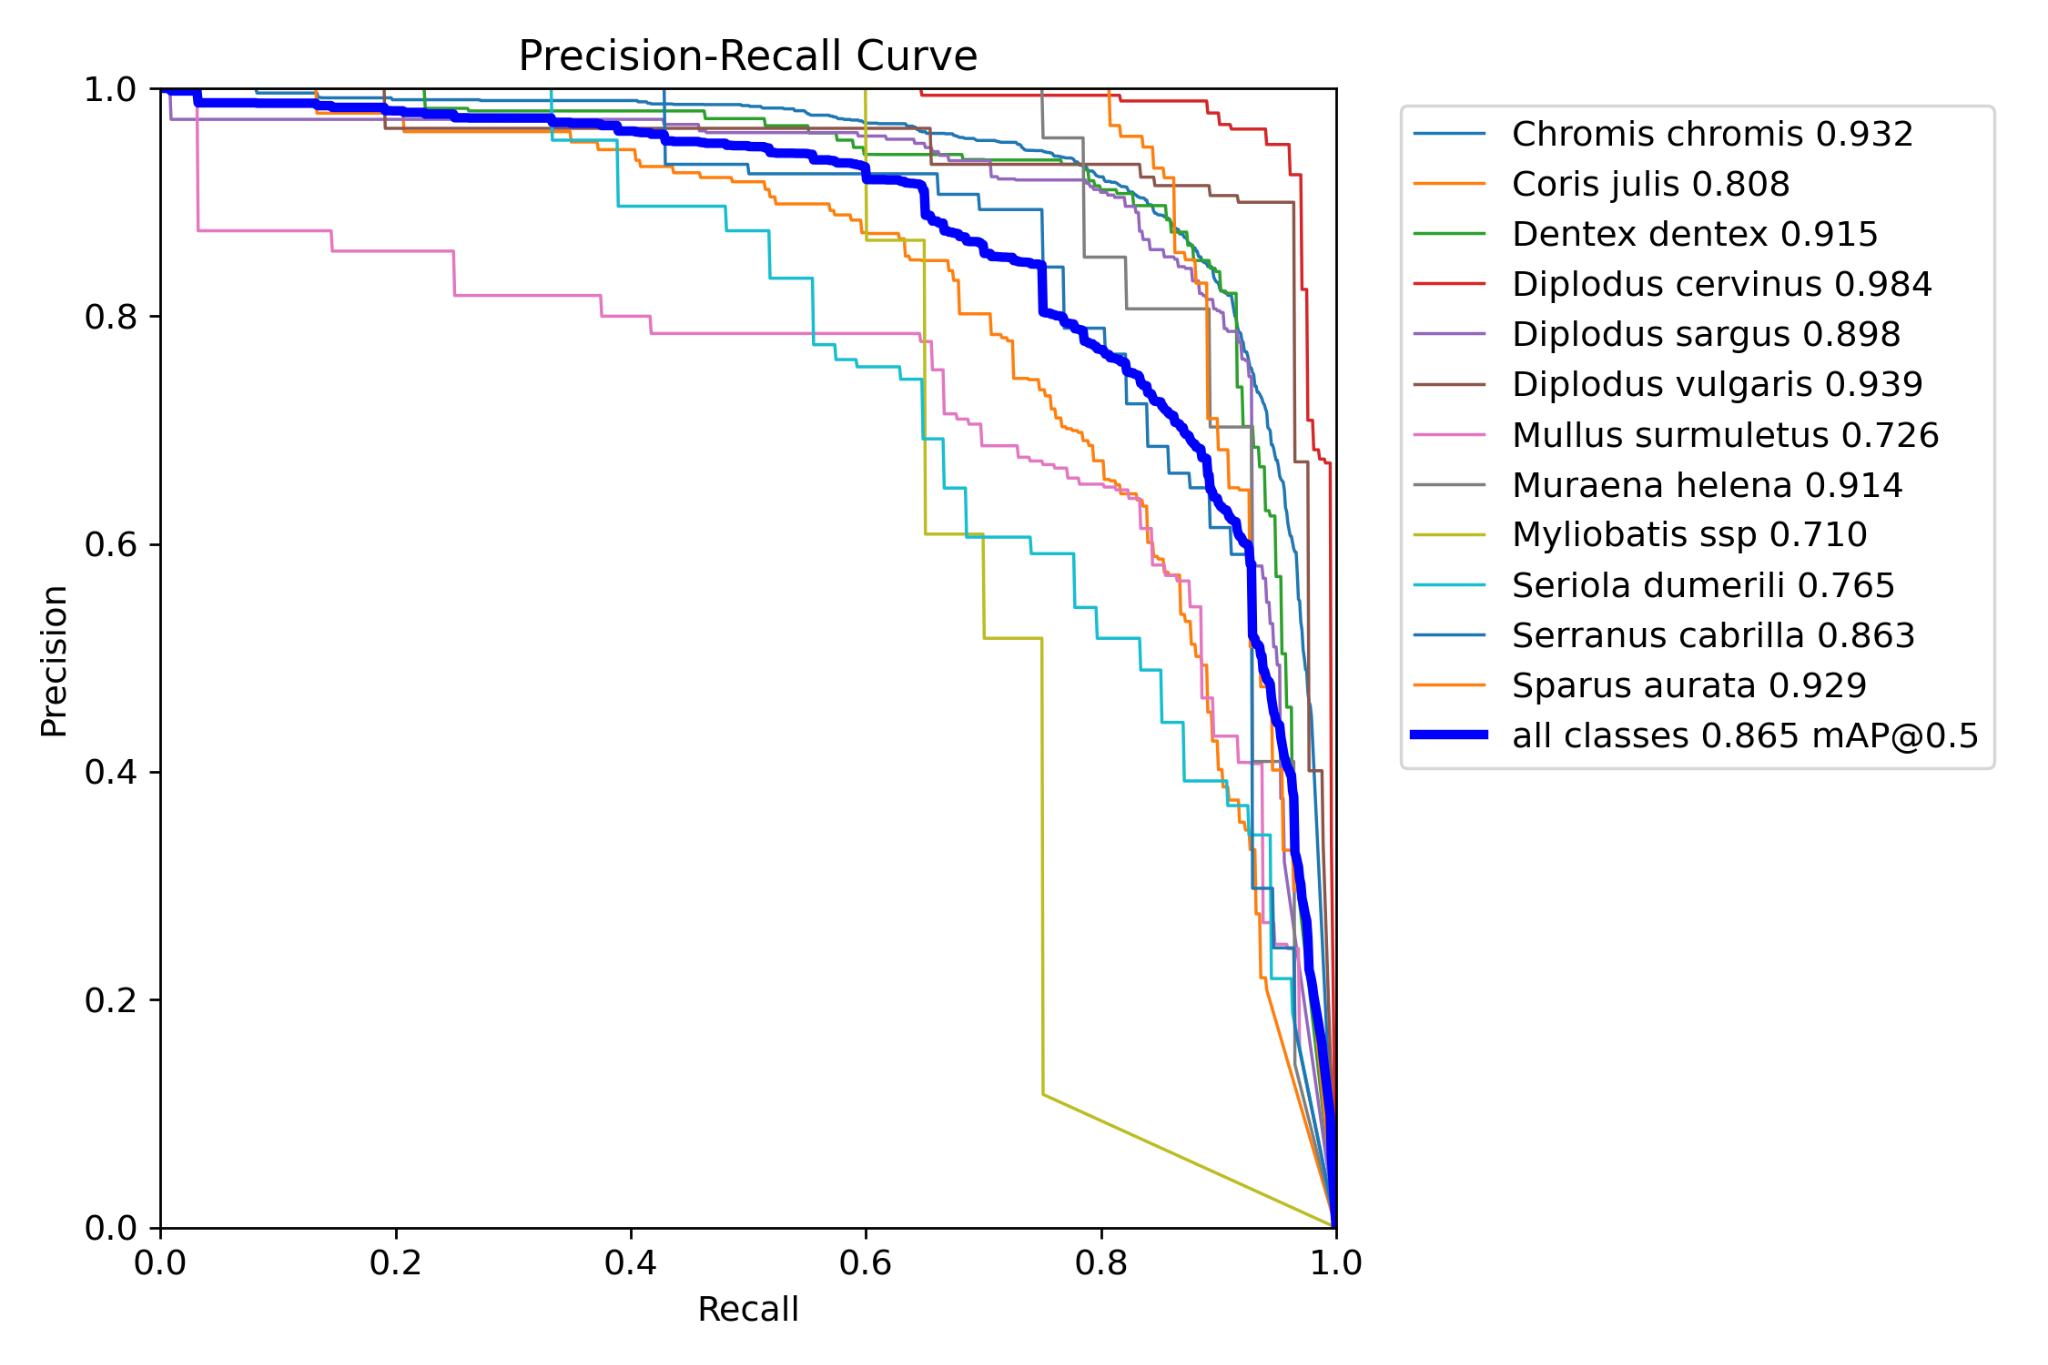 Precision-Recall Curve
1.0
0.8
0.6
0.4
0.2
0.0
Precision
0.0 0.2 0.4 0.6 0.8 1.0
Recall
Chromis chromis 0.932
Coris julis 0.808
Dentex dentex 0.915
Diplodus cervinus 0.984
Diplodus sargus 0.898
Diplodus vulgaris 0.939
Mullus surmuletus 0.726
Muraena helena 0.914
Myliobatis ssp 0.710
Seriola dumerili 0.765
Serranus cabrilla 0.863
Sparus aurata 0.929
all classes 0.865 mAP@0.5